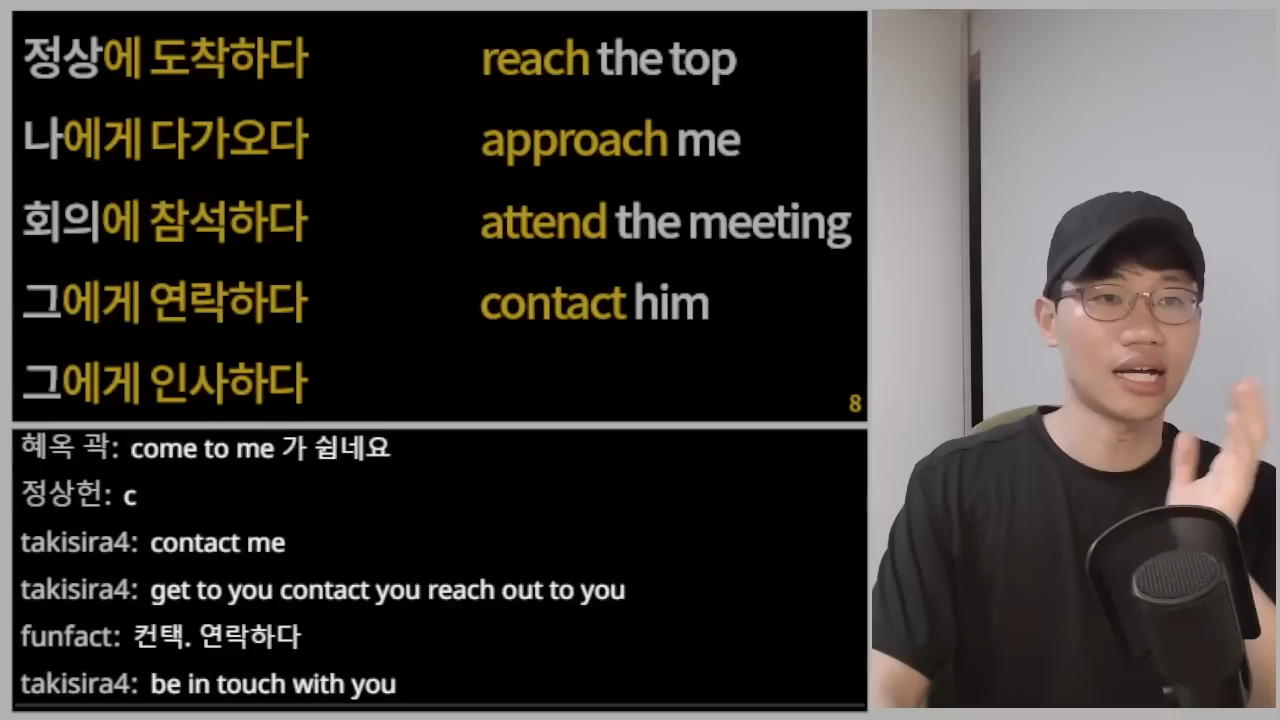 정상에 도착하다 reach the top
나에게 다가오다 approach me
회의에 참석하다 attend the meeting
그에게 연락하다 contact him
그에게 인사하다
8
혜옥 곽: come to me 가 쉽네요
정상헌: c
takisira4: contact me
takisira4: get to you contact you reach out to you
funfact: 컨택. 연락하다
takisira4: be in touch with you